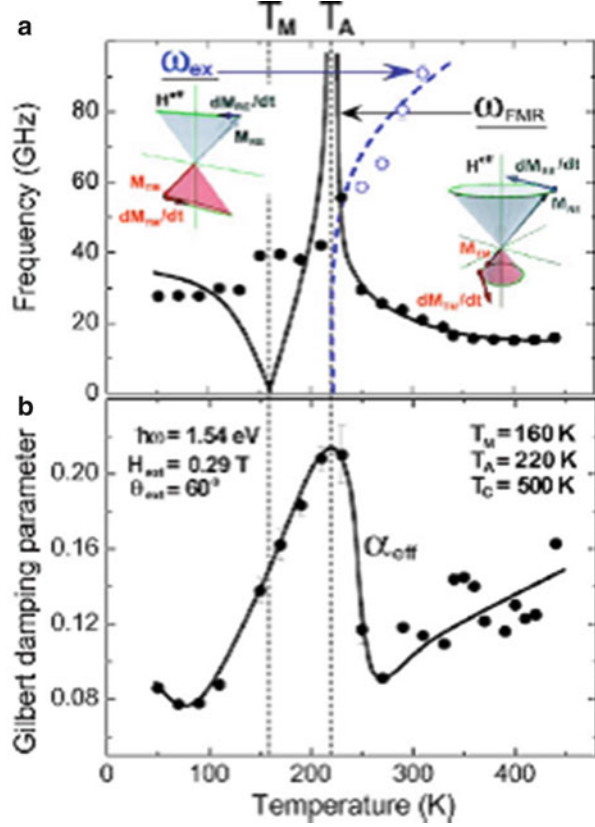 T_M T_A
a
ω_ex
ω_FMR
H^eff
dM_RE/dt
M_RE
M_TM
dM_TM/dt
H^eff
dM_RE/dt
M_RE
M_TM
dM_TM/dt
Frequency (GHz)
80
60
40
20
0
b
ħω = 1.54 eV
H_ext = 0.29 T
θ_ext = 60°
T_M = 160 K
T_A = 220 K
T_C = 500 K
α_eff
Gilbert damping parameter
0.20
0.16
0.12
0.08
0 100 200 300 400
Temperature (K)